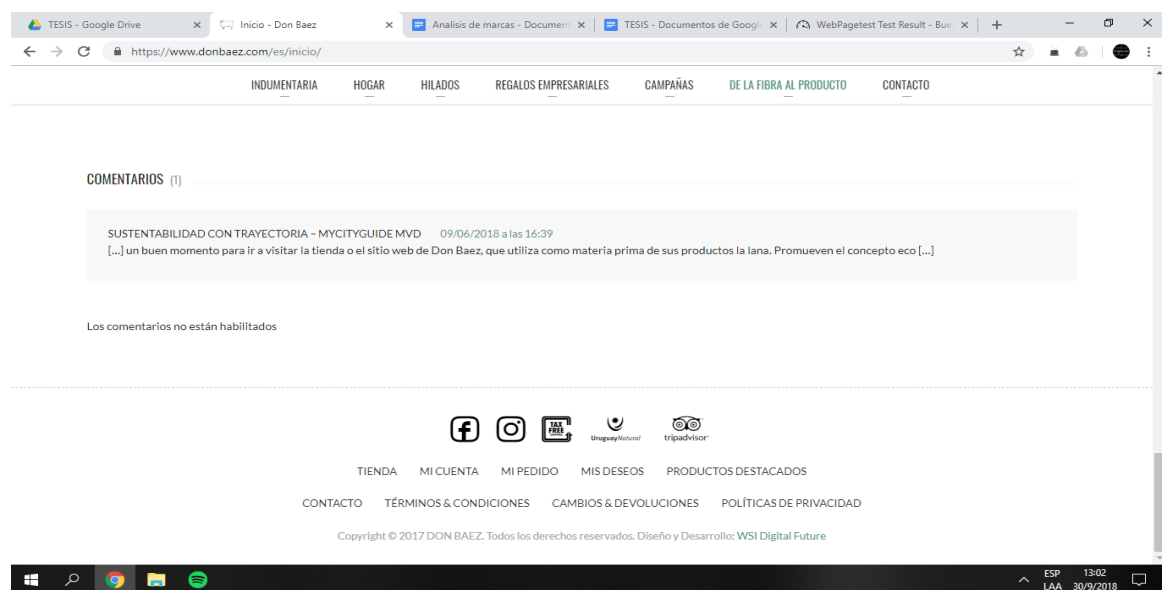 TESIS - Google Drive
Inicio - Don Baez
Analisis de marcas - Document
TESIS - Documentos de Googl
WebPagetest Test Result - Bue
https://www.donbaez.com/es/inicio/
INDUMENTARIA HOGAR HILADOS REGALOS EMPRESARIALES CAMPAÑAS DE LA FIBRA AL PRODUCTO CONTACTO
COMENTARIOS (1)
SUSTENTABILIDAD CON TRAYECTORIA – MYCITYGUIDE MVD 09/06/2018 a las 16:39
[…] un buen momento para ir a visitar la tienda o el sitio web de Don Baez, que utiliza como materia prima de sus productos la lana. Promueven el concepto eco […]
Los comentarios no están habilitados
TAX FREE
UruguayNatural
tripadvisor
TIENDA MI CUENTA MI PEDIDO MIS DESEOS PRODUCTOS DESTACADOS
CONTACTO TÉRMINOS & CONDICIONES CAMBIOS & DEVOLUCIONES POLÍTICAS DE PRIVACIDAD
Copyright © 2017 DON BAEZ. Todos los derechos reservados. Diseño y Desarrollo: WSI Digital Future
ESP 13:02
LAA 30/9/2018